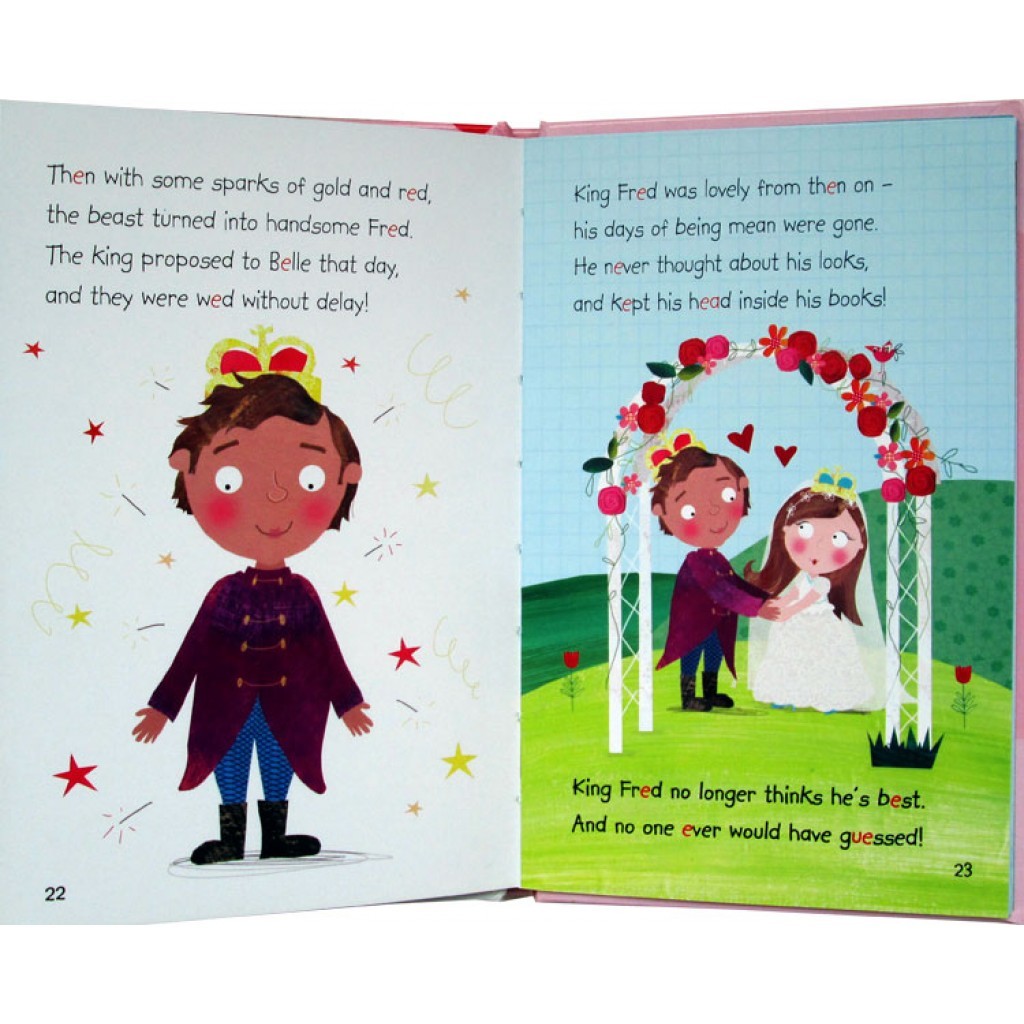 Then with some sparks of gold and red,
the beast turned into handsome Fred.
The King proposed to Belle that day,
and they were wed without delay!
22
King Fred was lovely from then on –
his days of being mean were gone.
He never thought about his looks,
and kept his head inside his books!
King Fred no longer thinks he's best.
And no one ever would have guessed!
23